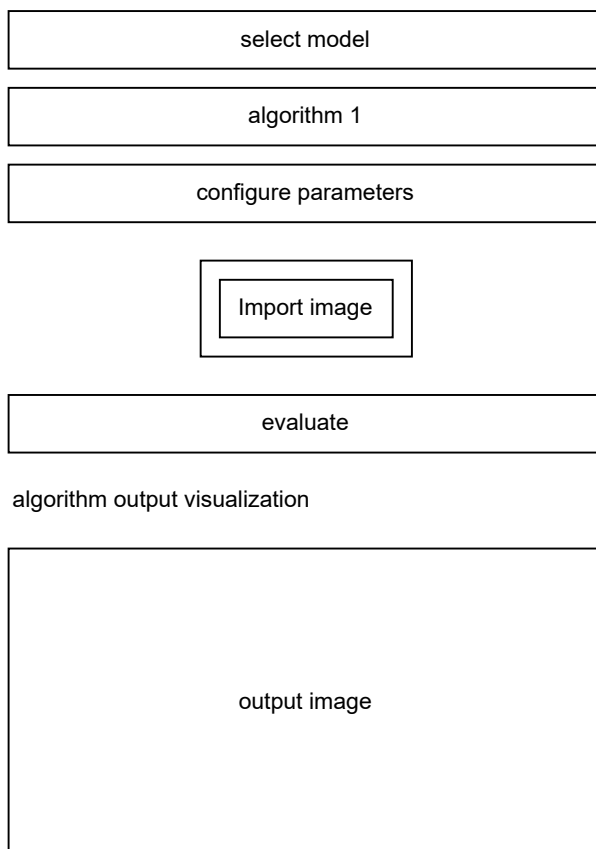 select model
algorithm 1
configure parameters
Import image
evaluate
algorithm output visualization
output image